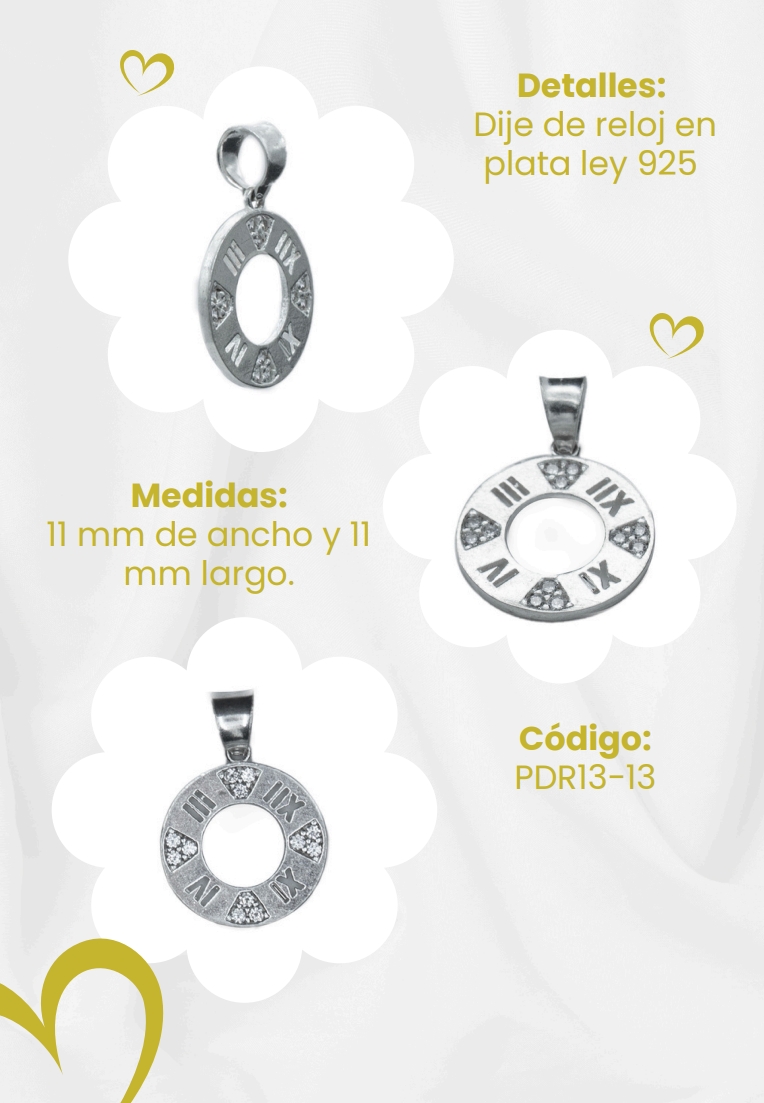 Detalles:
Dije de reloj en
plata ley 925
Medidas:
11 mm de ancho y 11
mm largo.
Código:
PDR13-13